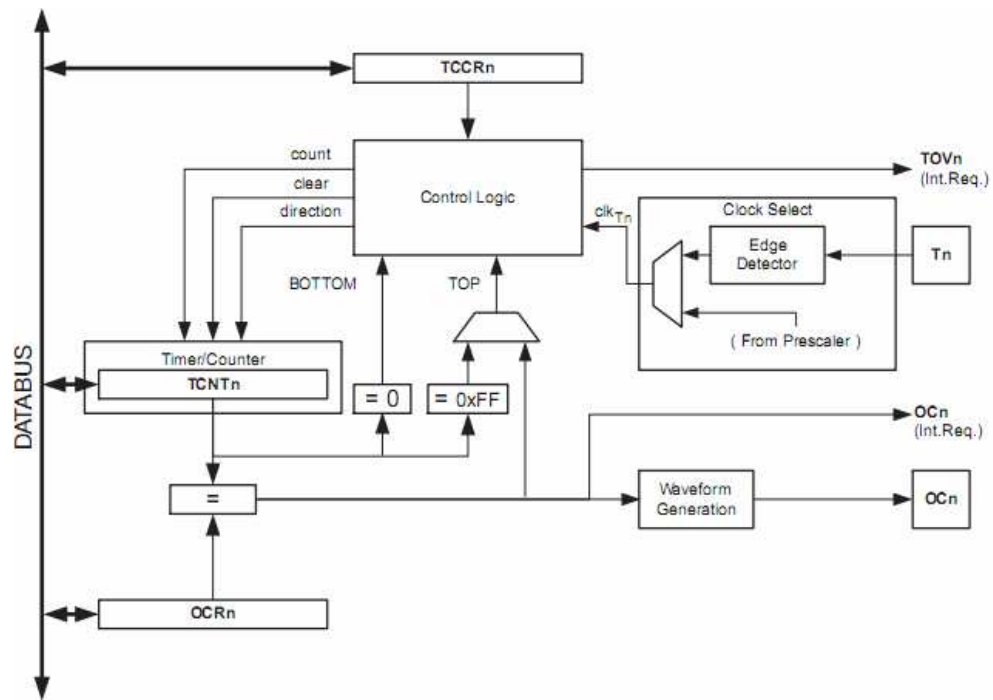 TCCRn
count
clear
direction
Control Logic
TOVn
(Int.Req.)
clkTn
Clock Select
Edge
Detector
Tn
( From Prescaler )
BOTTOM
TOP
Timer/Counter
TCNTn
= 0
= 0xFF
DATABUS
=
OCn
(Int.Req.)
Waveform
Generation
OCn
OCRn